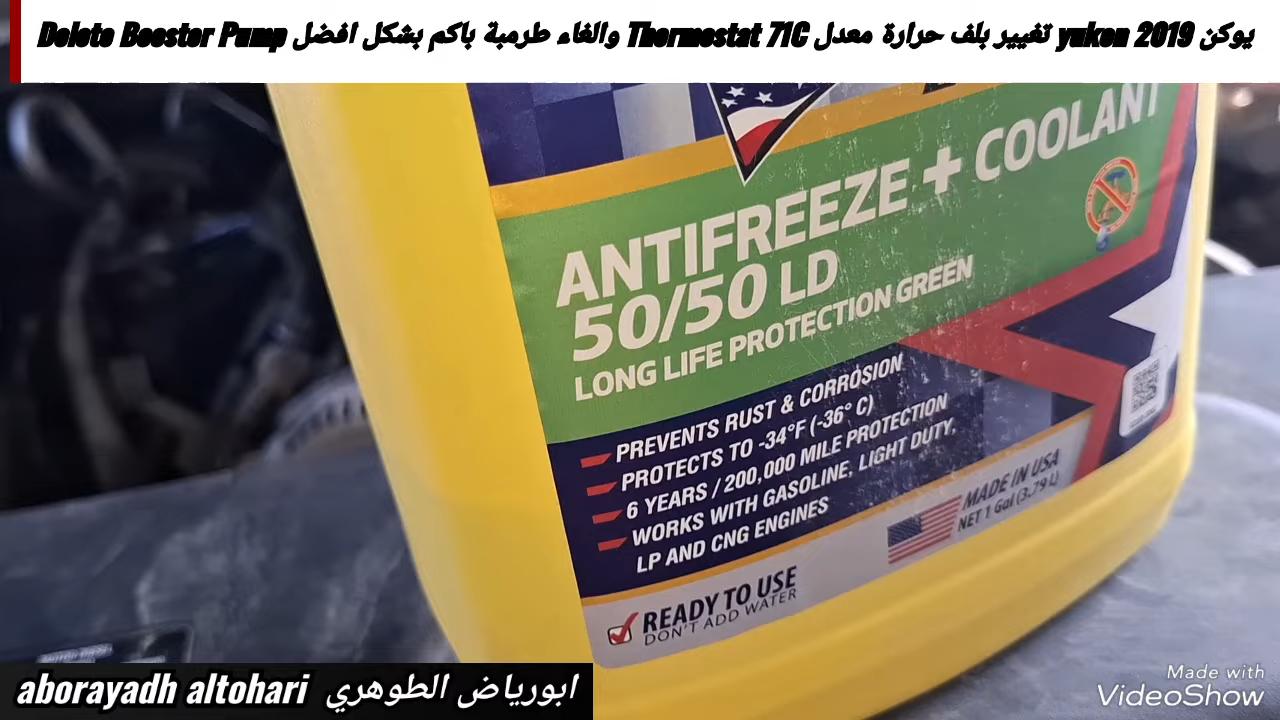 يوكن 2019 yukon تغيير بلف حرارة معدل Thermostat 71C والغاء طرمبة باكم بشكل افضل Delete Booster Pump
ANTIFREEZE + COOLANT
50/50 LD
LONG LIFE PROTECTION GREEN
PREVENTS RUST & CORROSION
PROTECTS TO -34°F (-36° C)
6 YEARS / 200,000 MILE PROTECTION
WORKS WITH GASOLINE, LIGHT DUTY,
LP AND CNG ENGINES
MADE IN USA
NET 1 Gal (3.79 L)
READY TO USE
DON'T ADD WATER
aborayadh altohari ابورياض الطوهري
Made with
VideoShow